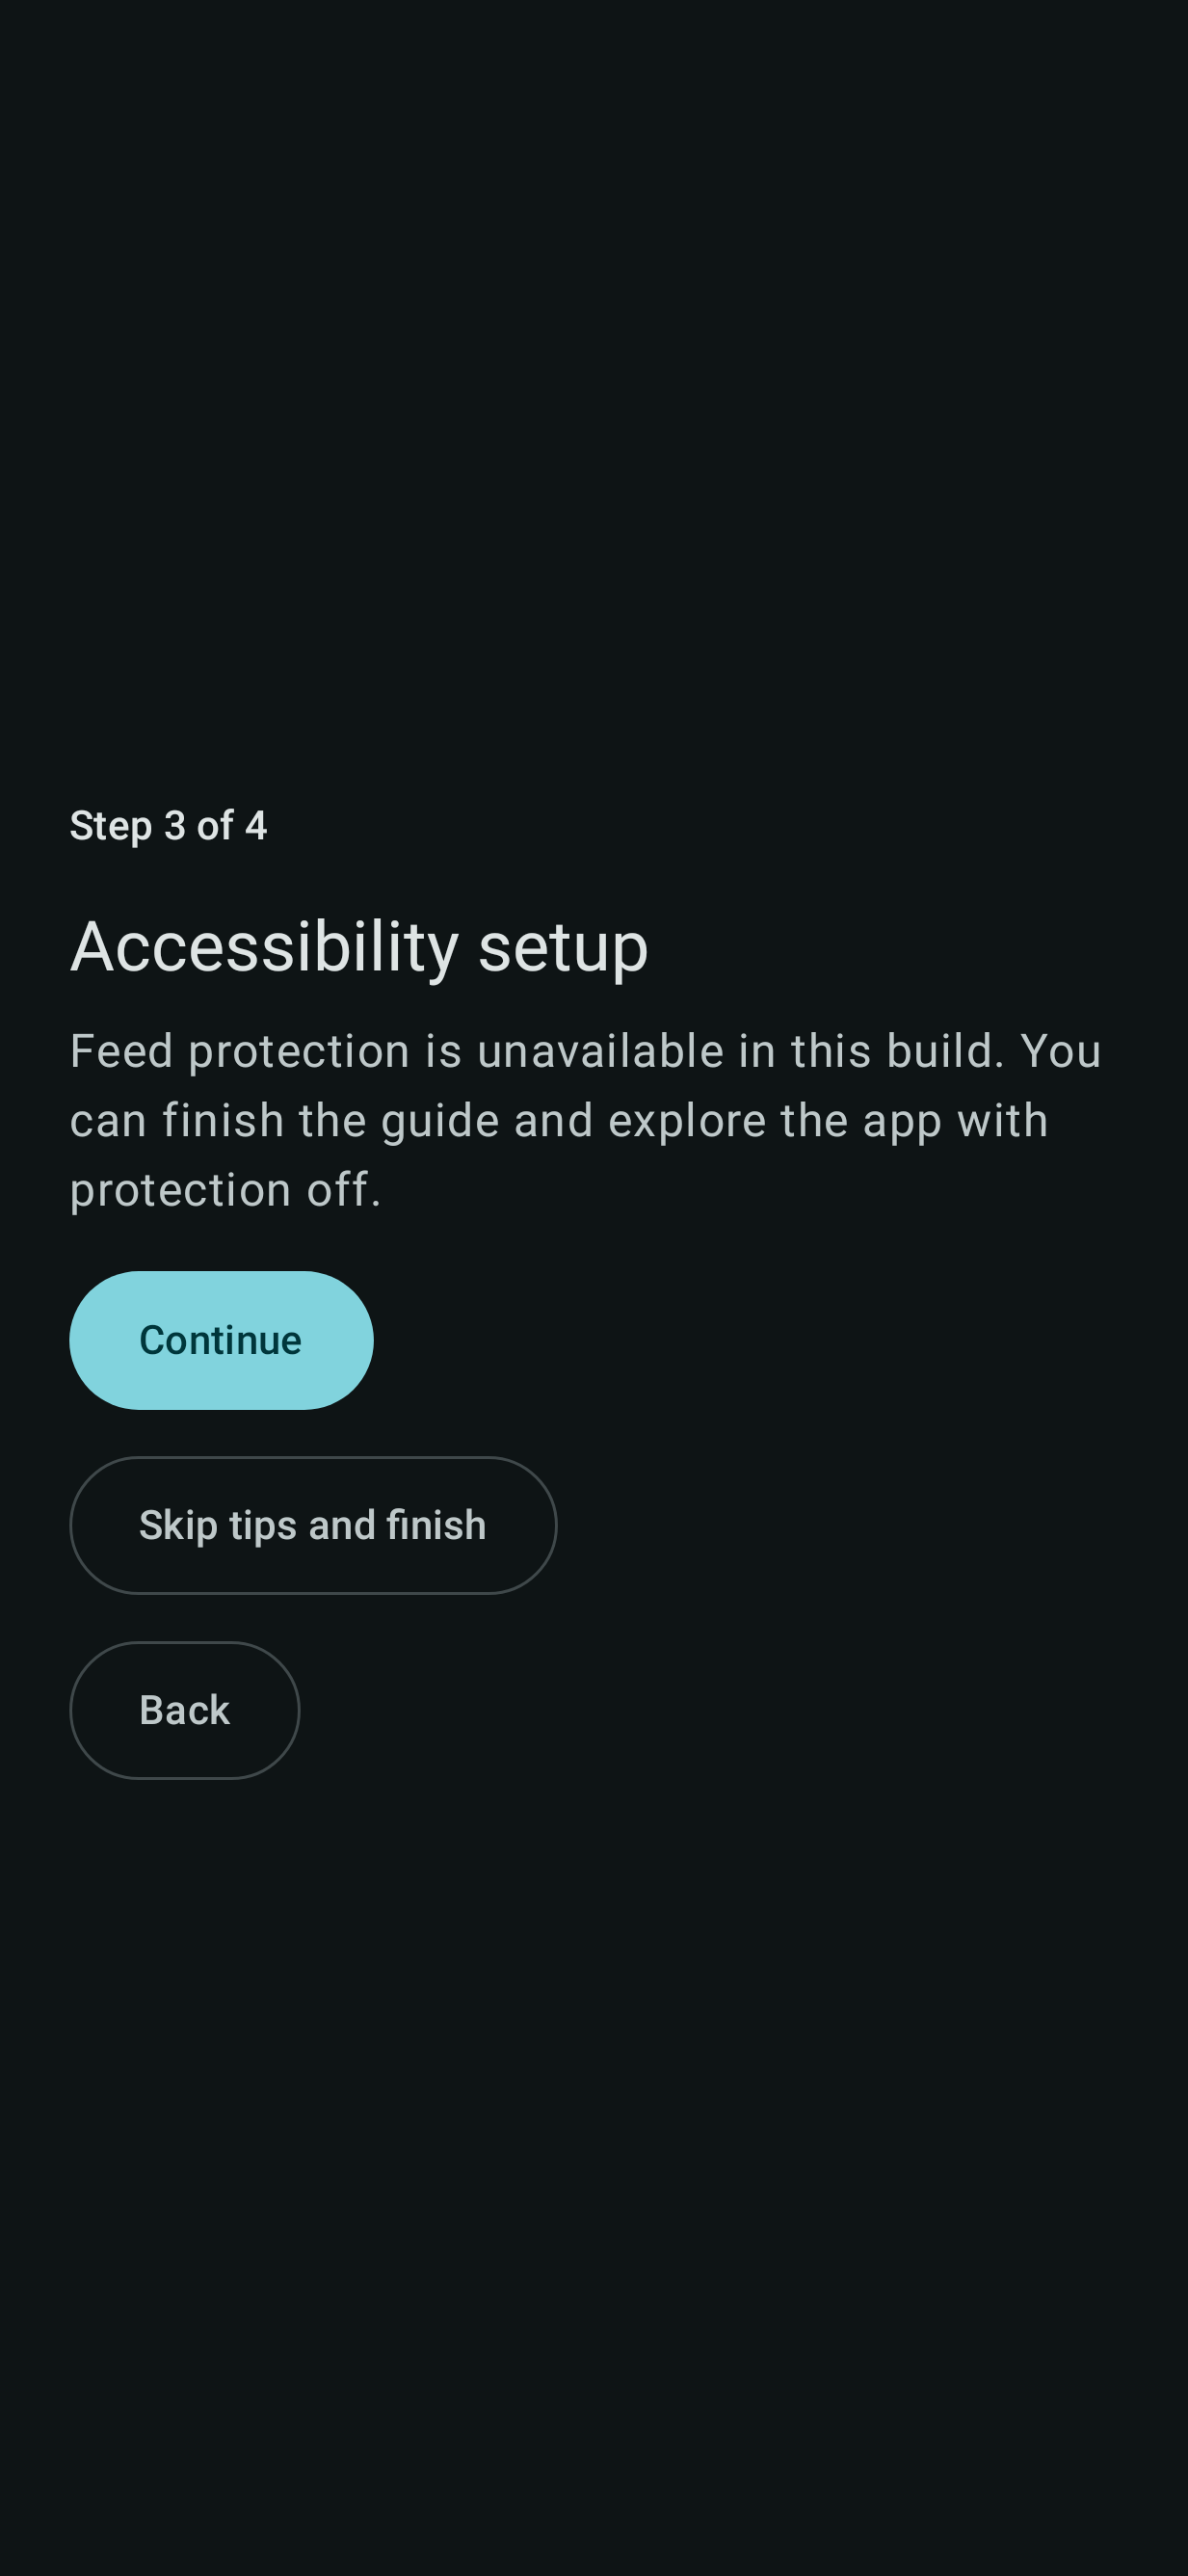 Step 3 of 4
Accessibility setup
Feed protection is unavailable in this build. You
can finish the guide and explore the app with
protection off.
Continue
Skip tips and finish
Back